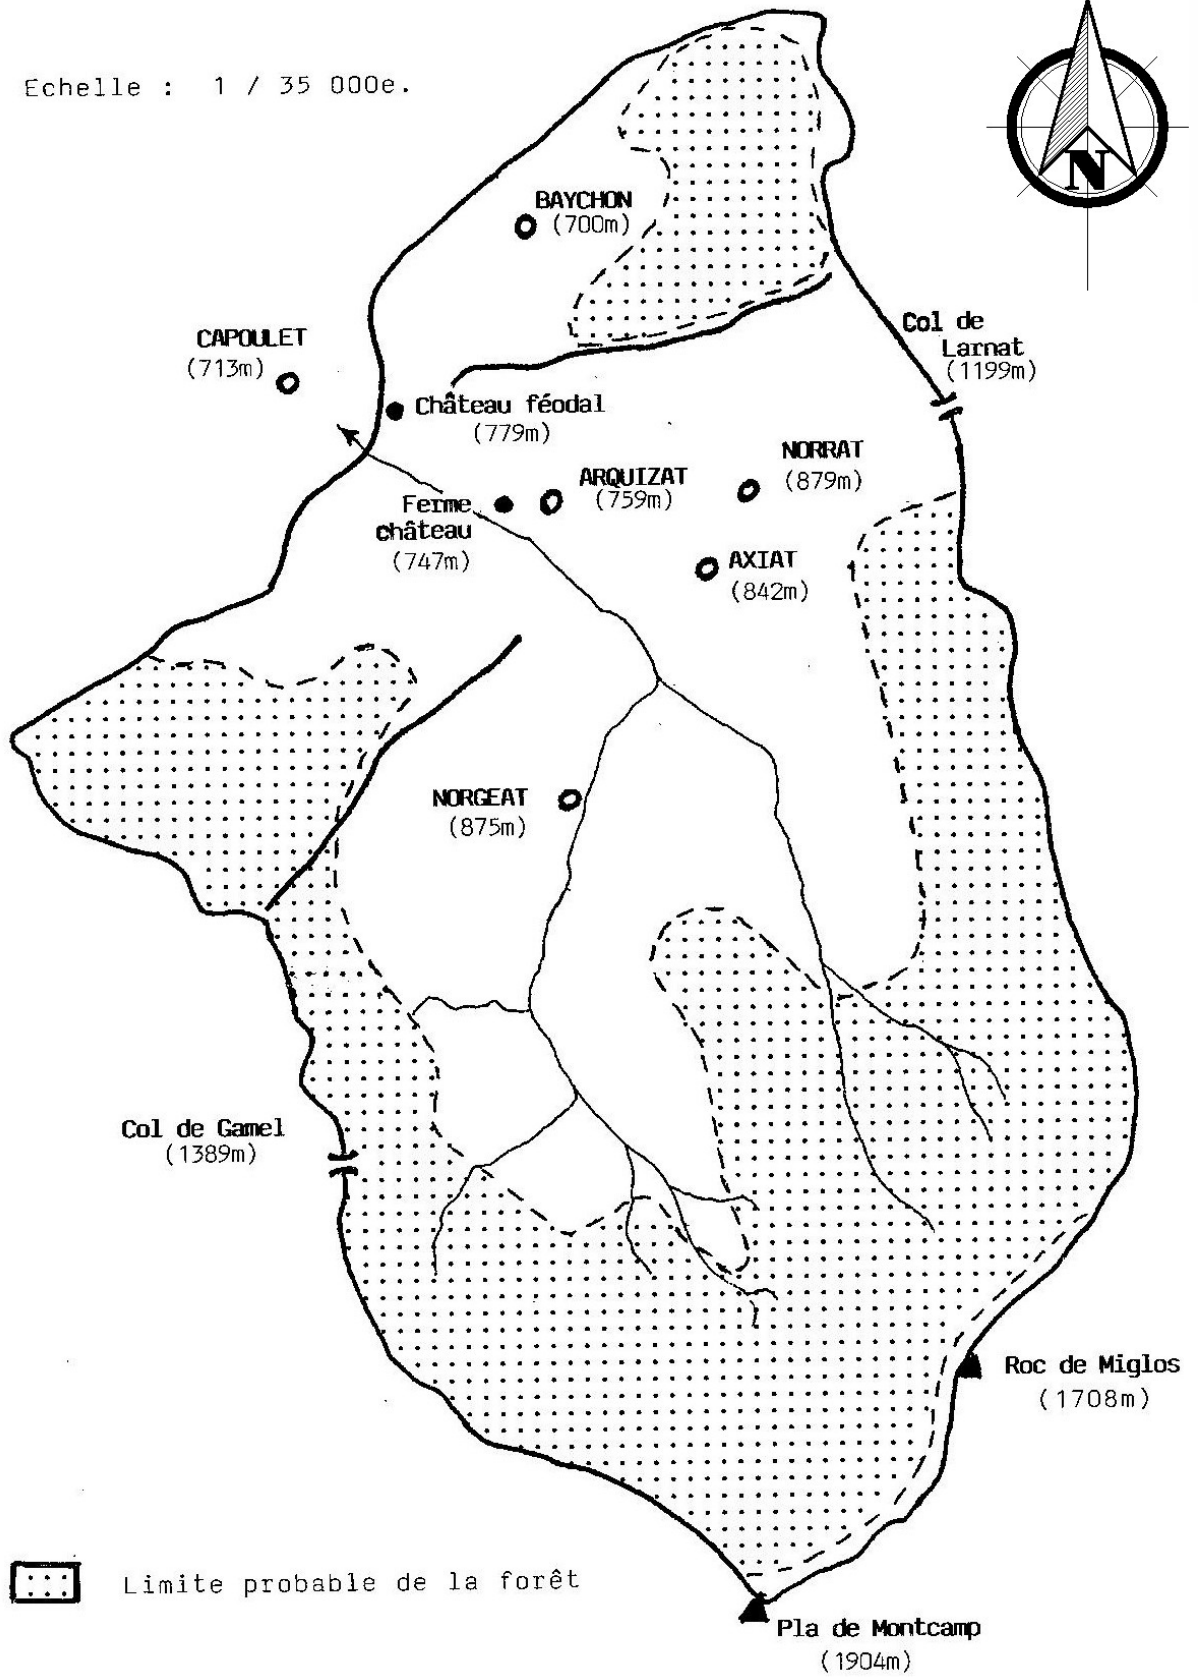 Echelle : 1 / 35 000e.
N
BAYCHON
(700m)
CAPOULET
(713m)
Col de
Larnat
(1199m)
Château féodal
(779m)
NORRAT
(879m)
ARQUIZAT
(759m)
Ferme
château
(747m)
AXIAT
(842m)
NORGEAT
(875m)
Col de Gamel
(1389m)
Roc de Miglos
(1708m)
Limite probable de la forêt
Pla de Montcamp
(1904m)